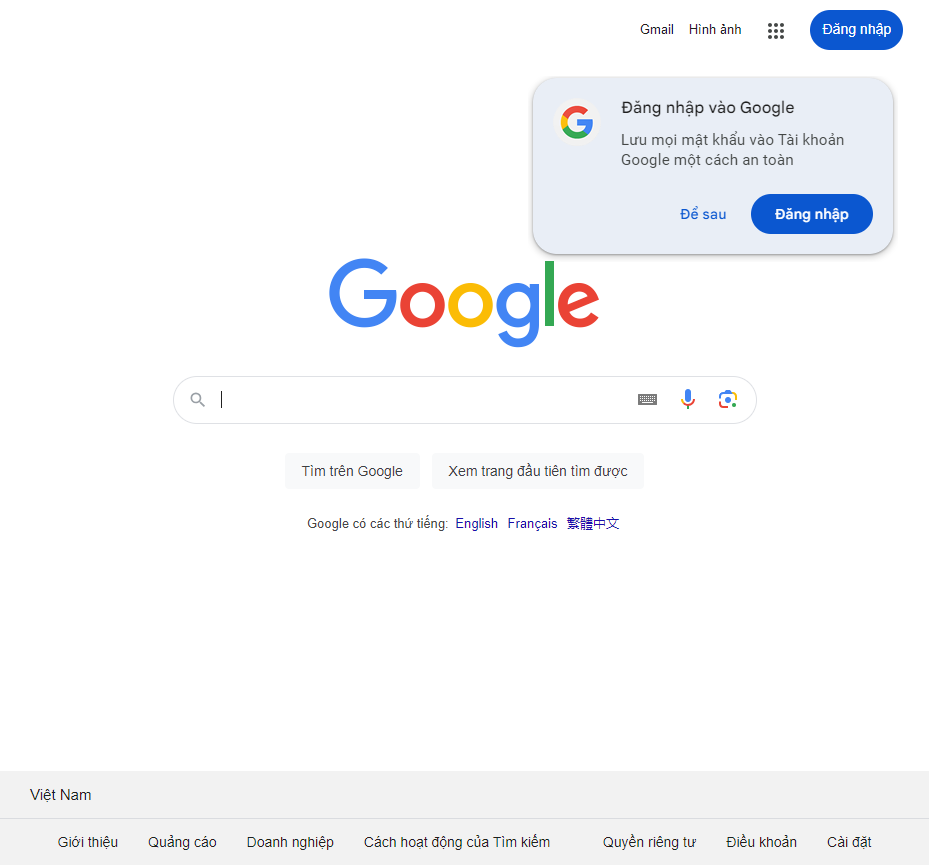 Gmail Hình ảnh Đăng nhập
Đăng nhập vào Google
Lưu mọi mật khẩu vào Tài khoản
Google một cách an toàn
Để sau Đăng nhập
Google
Tìm trên Google Xem trang đầu tiên tìm được
Google có các thứ tiếng: English Français 繁體中文
Việt Nam
Giới thiệu Quảng cáo Doanh nghiệp Cách hoạt động của Tìm kiếm Quyền riêng tư Điều khoản Cài đặt